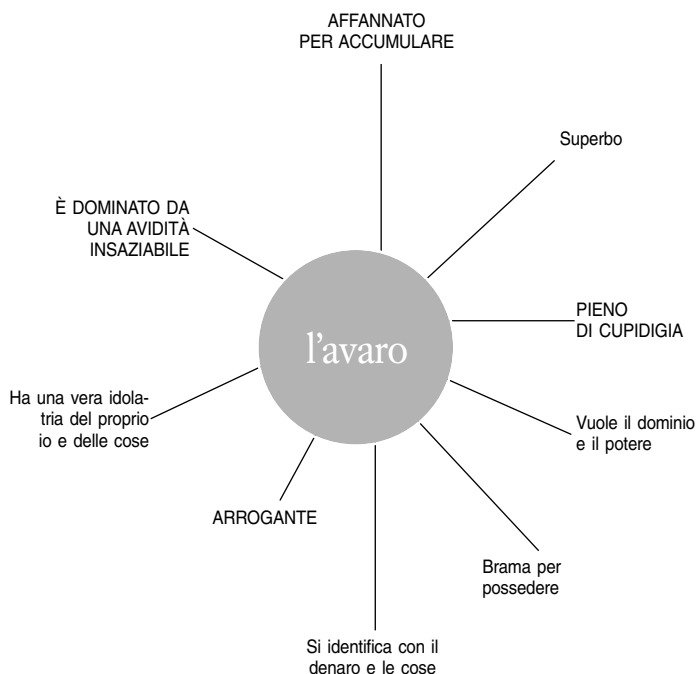 AFFANNATO
PER ACCUMULARE
Superbo
È DOMINATO DA
UNA AVIDITÀ
INSAZIABILE
PIENO
DI CUPIDIGIA
l'avaro
Ha una vera idola-
tria del proprio
io e delle cose
Vuole il dominio
e il potere
ARROGANTE
Brama per
possedere
Si identifica con il
denaro e le cose